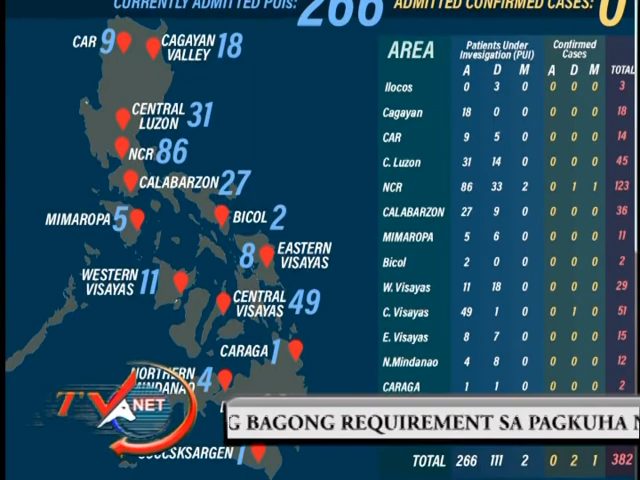 CURRENTLY ADMITTED PUIs: 266 ADMITTED CONFIRMED CASES: 0
CAR 9
CAGAYAN VALLEY 18
CENTRAL LUZON 31
NCR 86
CALABARZON 27
MIMAROPA 5
BICOL 2
8 EASTERN VISAYAS
WESTERN VISAYAS 11
CENTRAL VISAYAS 49
CARAGA 1
NORTHERN MINDANAO 4
SOCCSKSARGEN 1
AREA Patients Under Invesigation (PUI) Confirmed Cases
A D M A D M TOTAL
Ilocos 0 3 0 0 0 0 3
Cagayan 18 0 0 0 0 0 18
CAR 9 5 0 0 0 0 14
C. Luzon 31 14 0 0 0 0 45
NCR 86 33 2 0 1 1 123
CALABARZON 27 9 0 0 0 0 36
MIMAROPA 5 6 0 0 0 0 11
Bicol 2 0 0 0 0 0 2
W. Visayas 11 18 0 0 0 0 29
C. Visayas 49 1 0 0 1 0 51
E. Visayas 8 7 0 0 0 0 15
N.Mindanao 4 8 0 0 0 0 12
CARAGA 1 1 0 0 0 0 2
TOTAL 266 111 2 0 2 1 382
TV ANET
G BAGONG REQUIREMENT SA PAGKUHA N